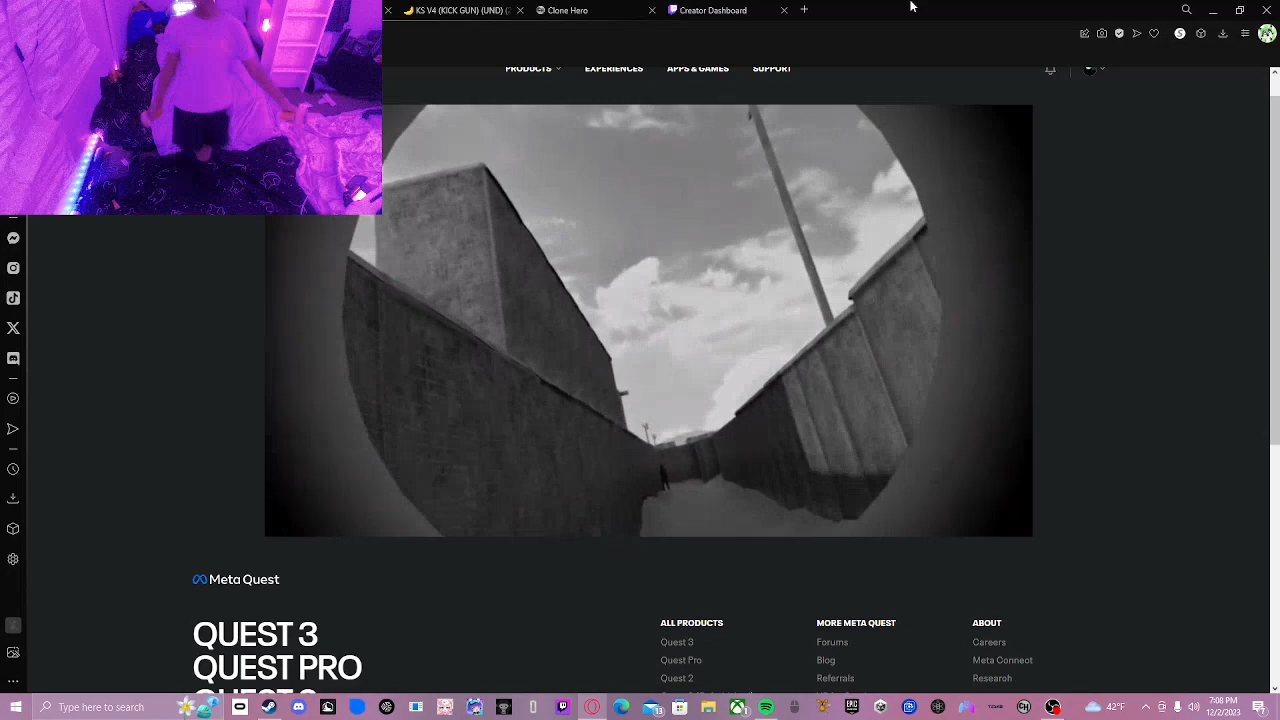 KS V4 (KICK GUN) (UND) (
Clone Hero
Creator Dashboard
PRODUCTS
EXPERIENCES
APPS & GAMES
SUPPORT
Meta Quest
QUEST 3
QUEST PRO
ALL PRODUCTS
Quest 3
Quest Pro
Quest 2
MORE META QUEST
Forums
Blog
Referrals
ABOUT
Careers
Meta Connect
Research
Type here to search
7:08 PM
12/2/2023